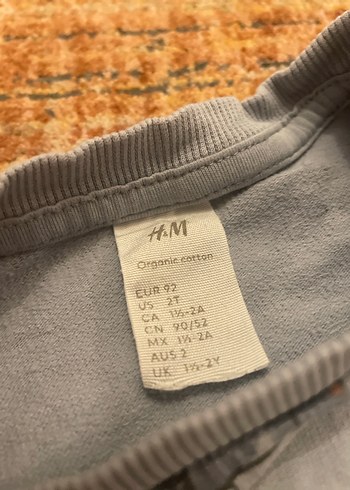 H&M
Organic cotton
EUR 92
US 2T
CA 1½-2A
CN 90/52
MX 1½-2A
AUS 2
UK 1½-2Y